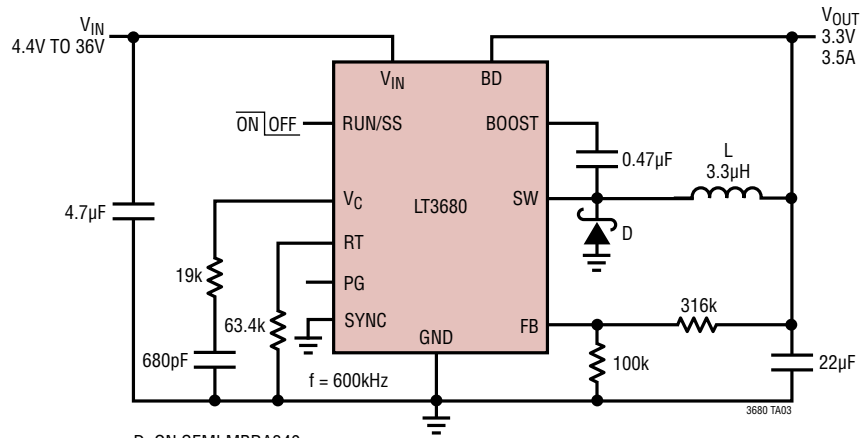 VIN
4.4V TO 36V
VOUT
3.3V
3.5A
VIN
BD
ON OFF
RUN/SS
BOOST
0.47µF
L
3.3µH
4.7µF
VC
LT3680
SW
D
RT
19k
PG
63.4k
SYNC
GND
FB
316k
680pF
f = 600kHz
100k
22µF
3680 TA03